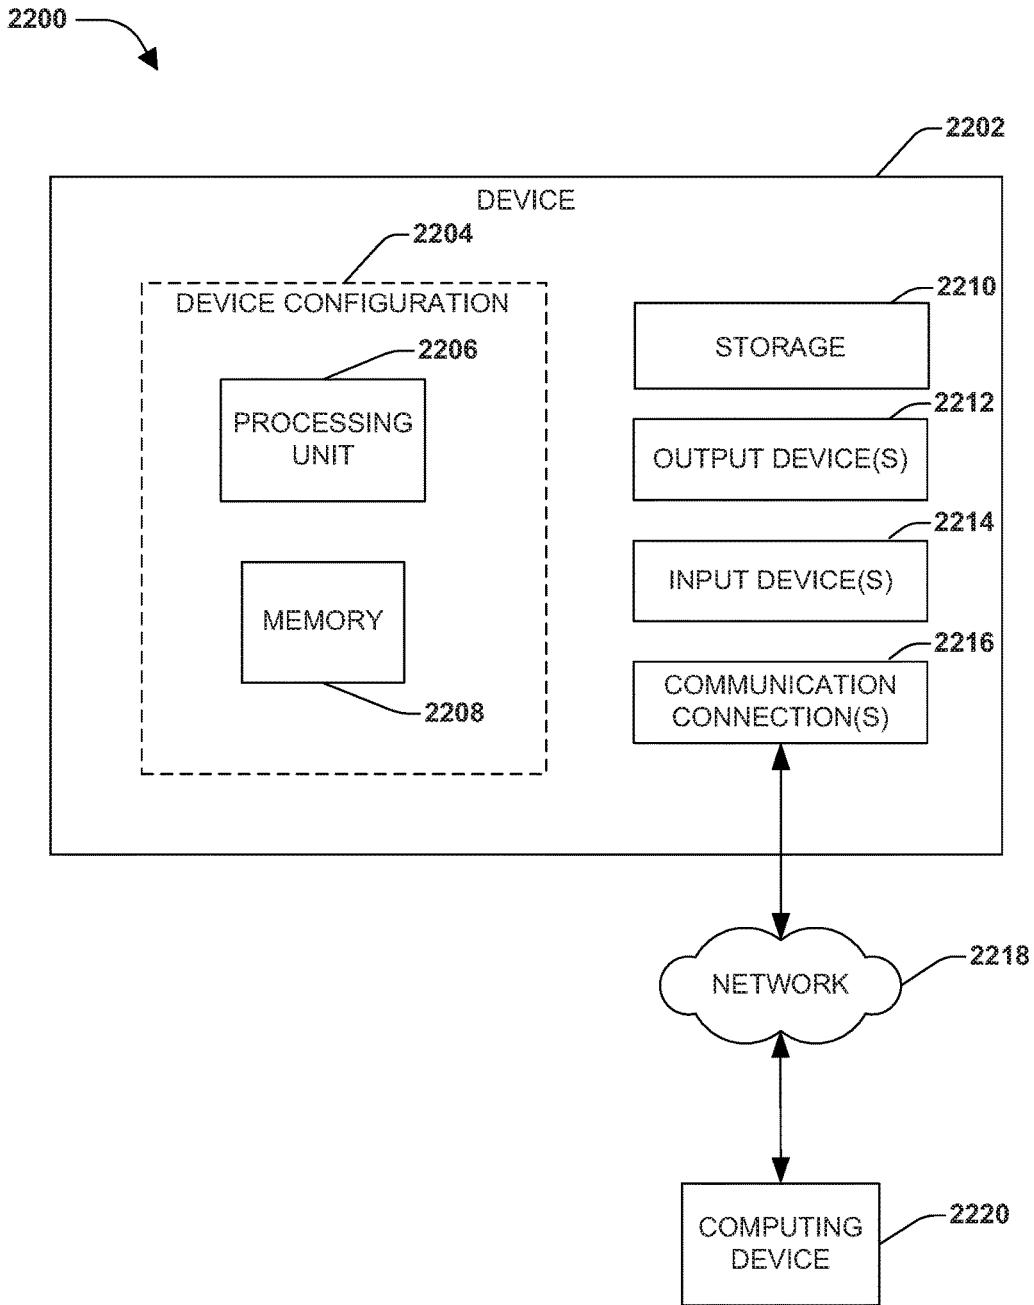 2200
2202
DEVICE
2204
DEVICE CONFIGURATION
2206
PROCESSING
UNIT
MEMORY
2208
2210
STORAGE
2212
OUTPUT DEVICE(S)
2214
INPUT DEVICE(S)
2216
COMMUNICATION
CONNECTION(S)
2218
NETWORK
2220
COMPUTING
DEVICE